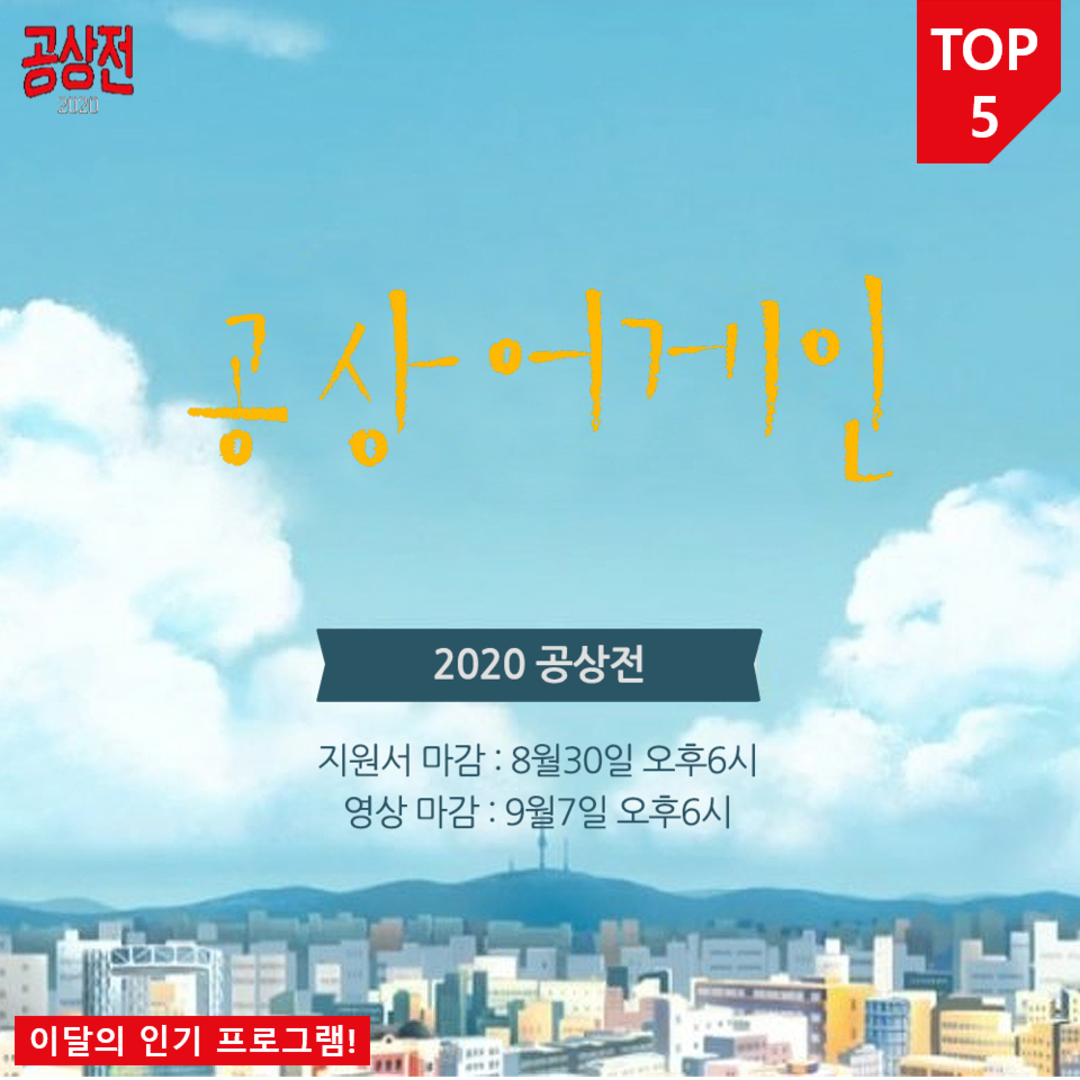 공상전
2020
TOP
5
공상 어게인
2020 공상전
지원서 마감 : 8월30일 오후6시
영상 마감 : 9월7일 오후6시
이달의 인기 프로그램!